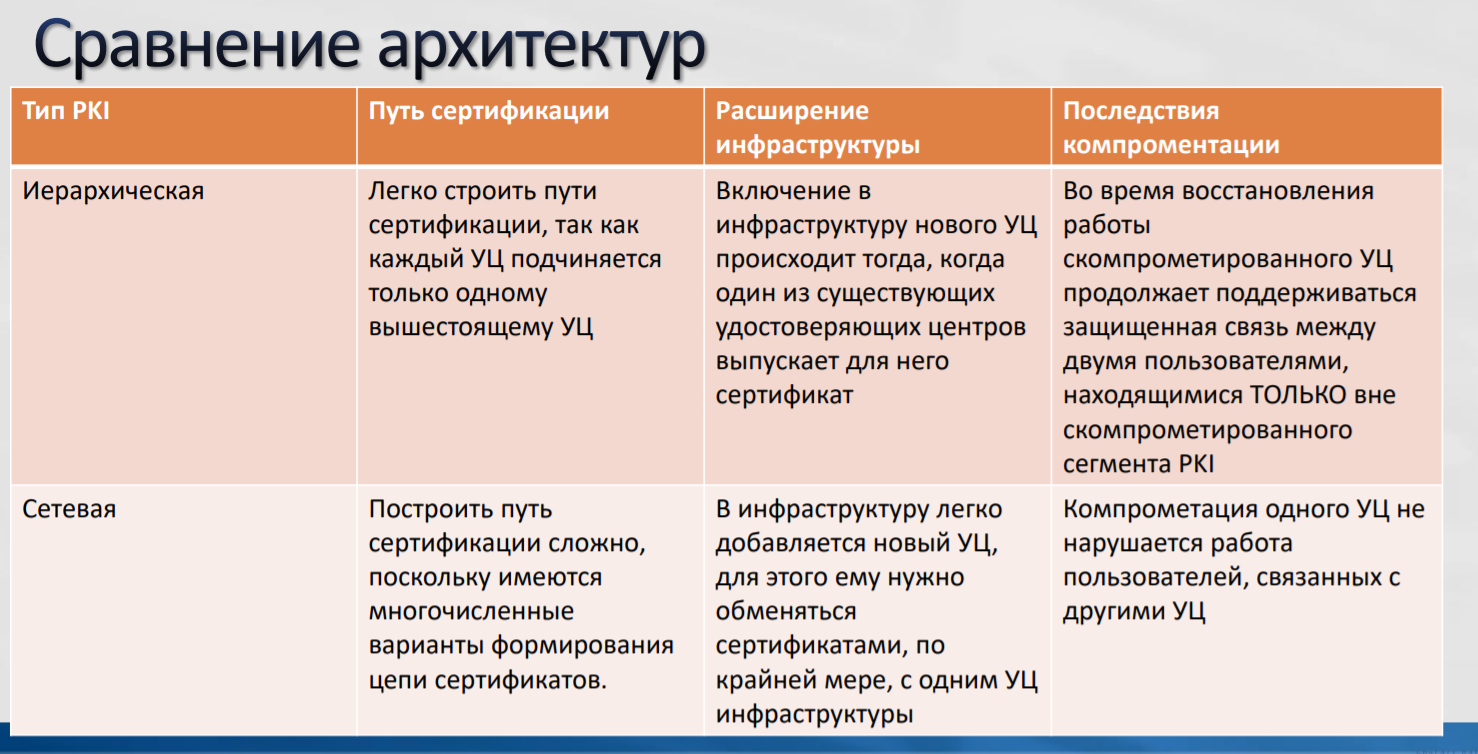 Сравнение архитектур
Тип PKI
Путь сертификации
Расширение
инфраструктуры
Последствия
компроментации
Иерархическая
Легко строить пути
сертификации, так как
каждый УЦ подчиняется
только одному
вышестоящему УЦ
Включение в
инфраструктуру нового УЦ
происходит тогда, когда
один из существующих
удостоверяющих центров
выпускает для него
сертификат
Во время восстановления
работы
скомпрометированного УЦ
продолжает поддерживаться
защищенная связь между
двумя пользователями,
находящимися ТОЛЬКО вне
скомпрометированного
сегмента PKI
Сетевая
Построить путь
сертификации сложно,
поскольку имеются
многочисленные
варианты формирования
цепи сертификатов.
В инфраструктуру легко
добавляется новый УЦ,
для этого ему нужно
обменяться
сертификатами, по
крайней мере, с одним УЦ
инфраструктуры
Компрометация одного УЦ не
нарушается работа
пользователей, связанных с
другими УЦ